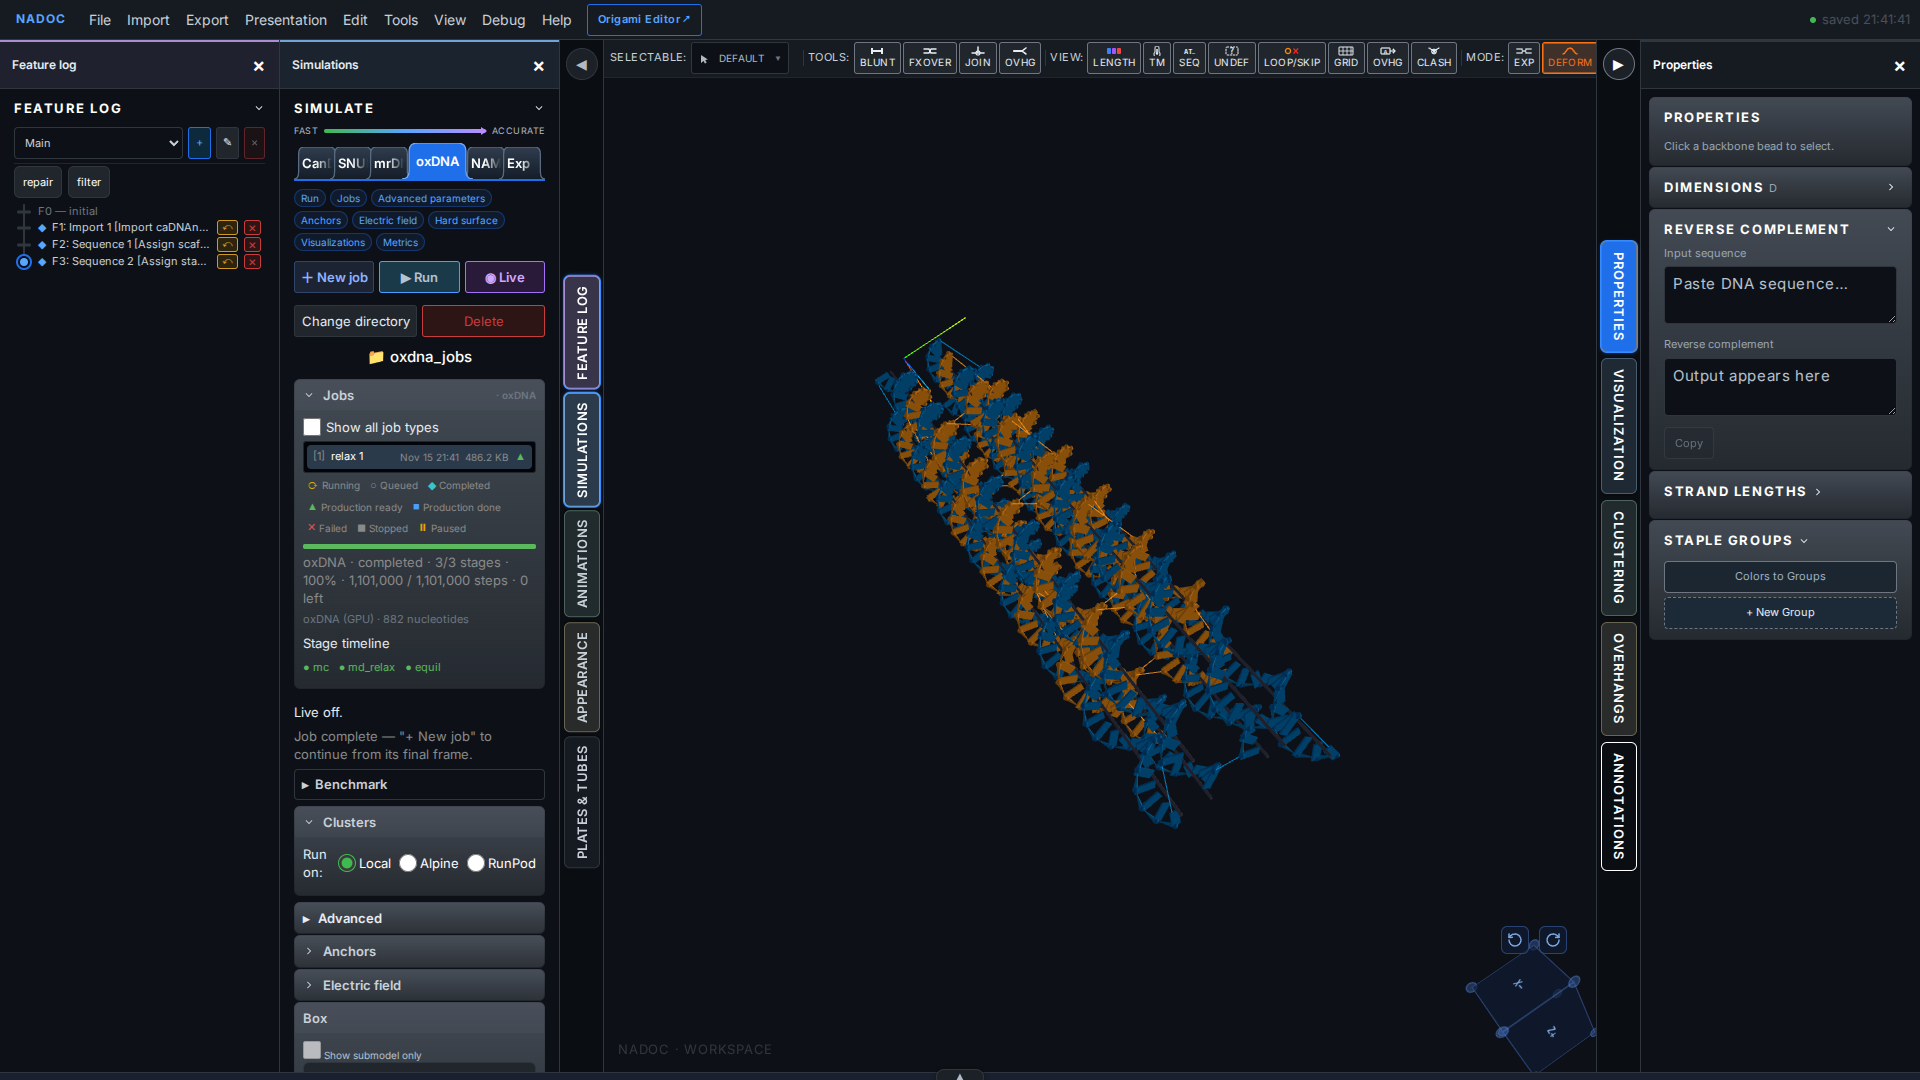 NADOC File Import Export Presentation Edit Tools View Debug Help Origami Editor↗ saved 21:41:41
Feature log ×
FEATURE LOG
Main + ✎ ×
repair filter
F0 — initial
F1: Import 1 [Import caDNAn...
F2: Sequence 1 [Assign scaf...
F3: Sequence 2 [Assign sta...
Simulations ×
SIMULATE
FAST ACCURATE
Can SNU mrD oxDNA NAM Exp
Run Jobs Advanced parameters
Anchors Electric field Hard surface
Visualizations Metrics
+ New job ▶ Run ◉ Live
Change directory Delete
📁 oxdna_jobs
Jobs · oxDNA
Show all job types
[1] relax 1 Nov 15 21:41 486.2 KB ▲
Running ○ Queued ◆ Completed
▲ Production ready ■ Production done
✕ Failed ■ Stopped Paused
oxDNA · completed · 3/3 stages ·
100% · 1,101,000 / 1,101,000 steps · 0
left
oxDNA (GPU) · 882 nucleotides
Stage timeline
● mc ● md_relax ● equil
Live off.
Job complete — "+ New job" to
continue from its final frame.
▶ Benchmark
Clusters
Run
on:
Local Alpine RunPod
▶ Advanced
Anchors
Electric field
Box
Show submodel only
FEATURE LOG
SIMULATIONS
ANIMATIONS
APPEARANCE
PLATES & TUBES
SELECTABLE: DEFAULT TOOLS: BLUNT FXOVER JOIN OVHG VIEW: LENGTH TM SEQ UNDEF LOOP/SKIP GRID OVHG CLASH MODE: EXP DEFORM
NADOC · WORKSPACE
PROPERTIES
VISUALIZATION
CLUSTERING
OVERHANGS
ANNOTATIONS
Properties ×
PROPERTIES
Click a backbone bead to select.
DIMENSIONS D
REVERSE COMPLEMENT
Input sequence
Paste DNA sequence...
Reverse complement
Output appears here
Copy
STRAND LENGTHS
STAPLE GROUPS
Colors to Groups
+ New Group